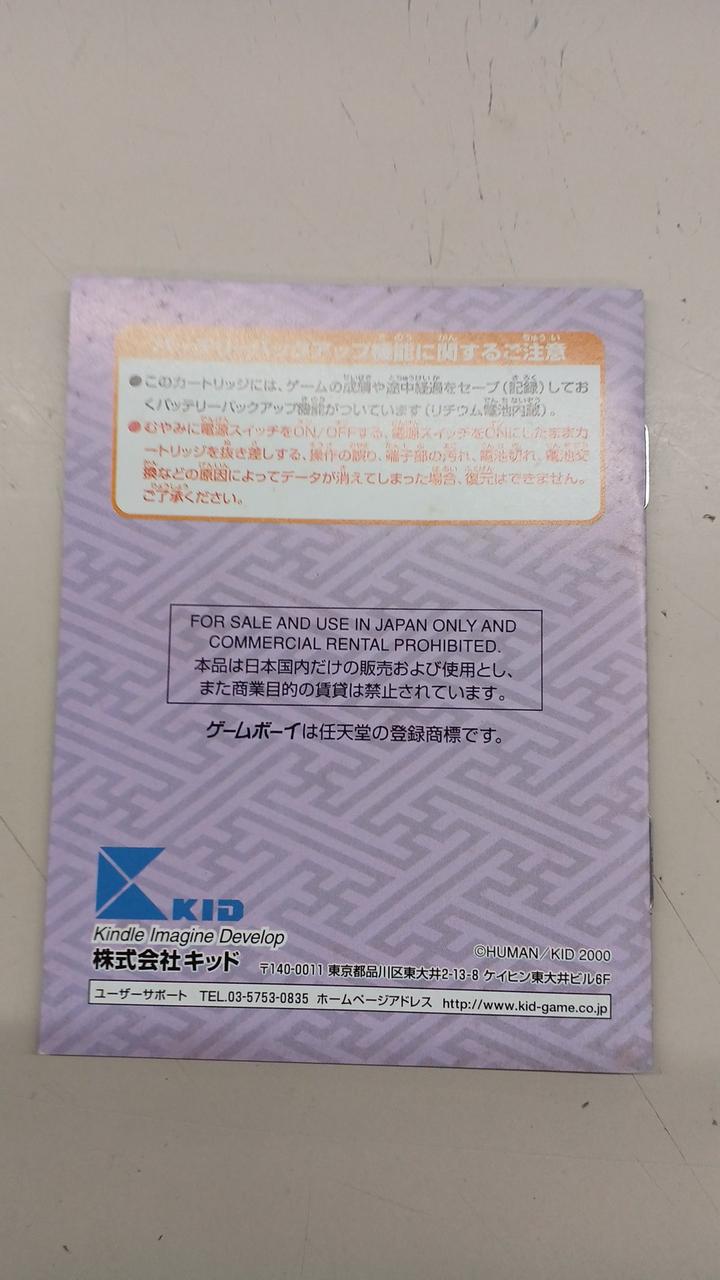 バッテリーバックアップ機能に関するご注意
●このカートリッジには、ゲームの成績や途中経過をセーブ(記録)してお
くバッテリーバックアップ機能がついています(リチウム電池内蔵)。
●むやみに電源スイッチをON/OFFする、電源スイッチをONにしたままカ
ートリッジを抜き差しする、操作の誤り、端子部の汚れ、電池切れ、電池交
換などの原因によってデータが消えてしまった場合、復元はできません。
ご了承ください。
FOR SALE AND USE IN JAPAN ONLY AND
COMMERCIAL RENTAL PROHIBITED.
本品は日本国内だけの販売および使用とし、
また商業目的の賃貸は禁止されています。
ゲームボーイは任天堂の登録商標です。
KID
Kindle Imagine Develop
©HUMAN/KID 2000
株式会社キッド 〒140-0011 東京都品川区東大井2-13-8 ケイヒン東大井ビル6F
ユーザーサポート TEL.03-5753-0835 ホームページアドレス http://www.kid-game.co.jp